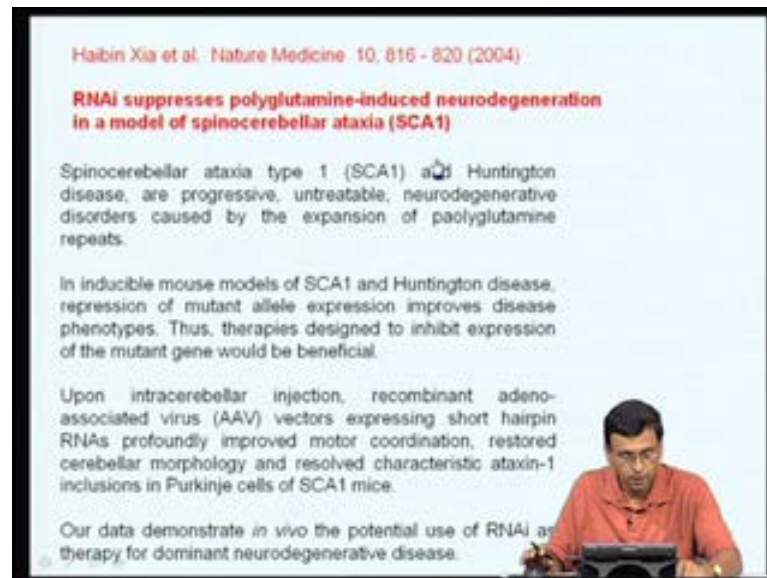 Haibin Xia et al. Nature Medicine 10, 816 - 820 (2004)
RNAi suppresses polyglutamine-induced neurodegeneration
in a model of spinocerebellar ataxia (SCA1)
Spinocerebellar ataxia type 1 (SCA1) and Huntington
disease, are progressive, untreatable, neurodegenerative
disorders caused by the expansion of paolyglutamine
repeats.
In inducible mouse models of SCA1 and Huntington disease,
repression of mutant allele expression improves disease
phenotypes. Thus, therapies designed to inhibit expression
of the mutant gene would be beneficial.
Upon intracerebellar injection, recombinant adeno-
associated virus (AAV) vectors expressing short hairpin
RNAs profoundly improved motor coordination, restored
cerebellar morphology and resolved characteristic ataxin-1
inclusions in Purkinje cells of SCA1 mice.
Our data demonstrate in vivo the potential use of RNAi as
therapy for dominant neurodegenerative disease.